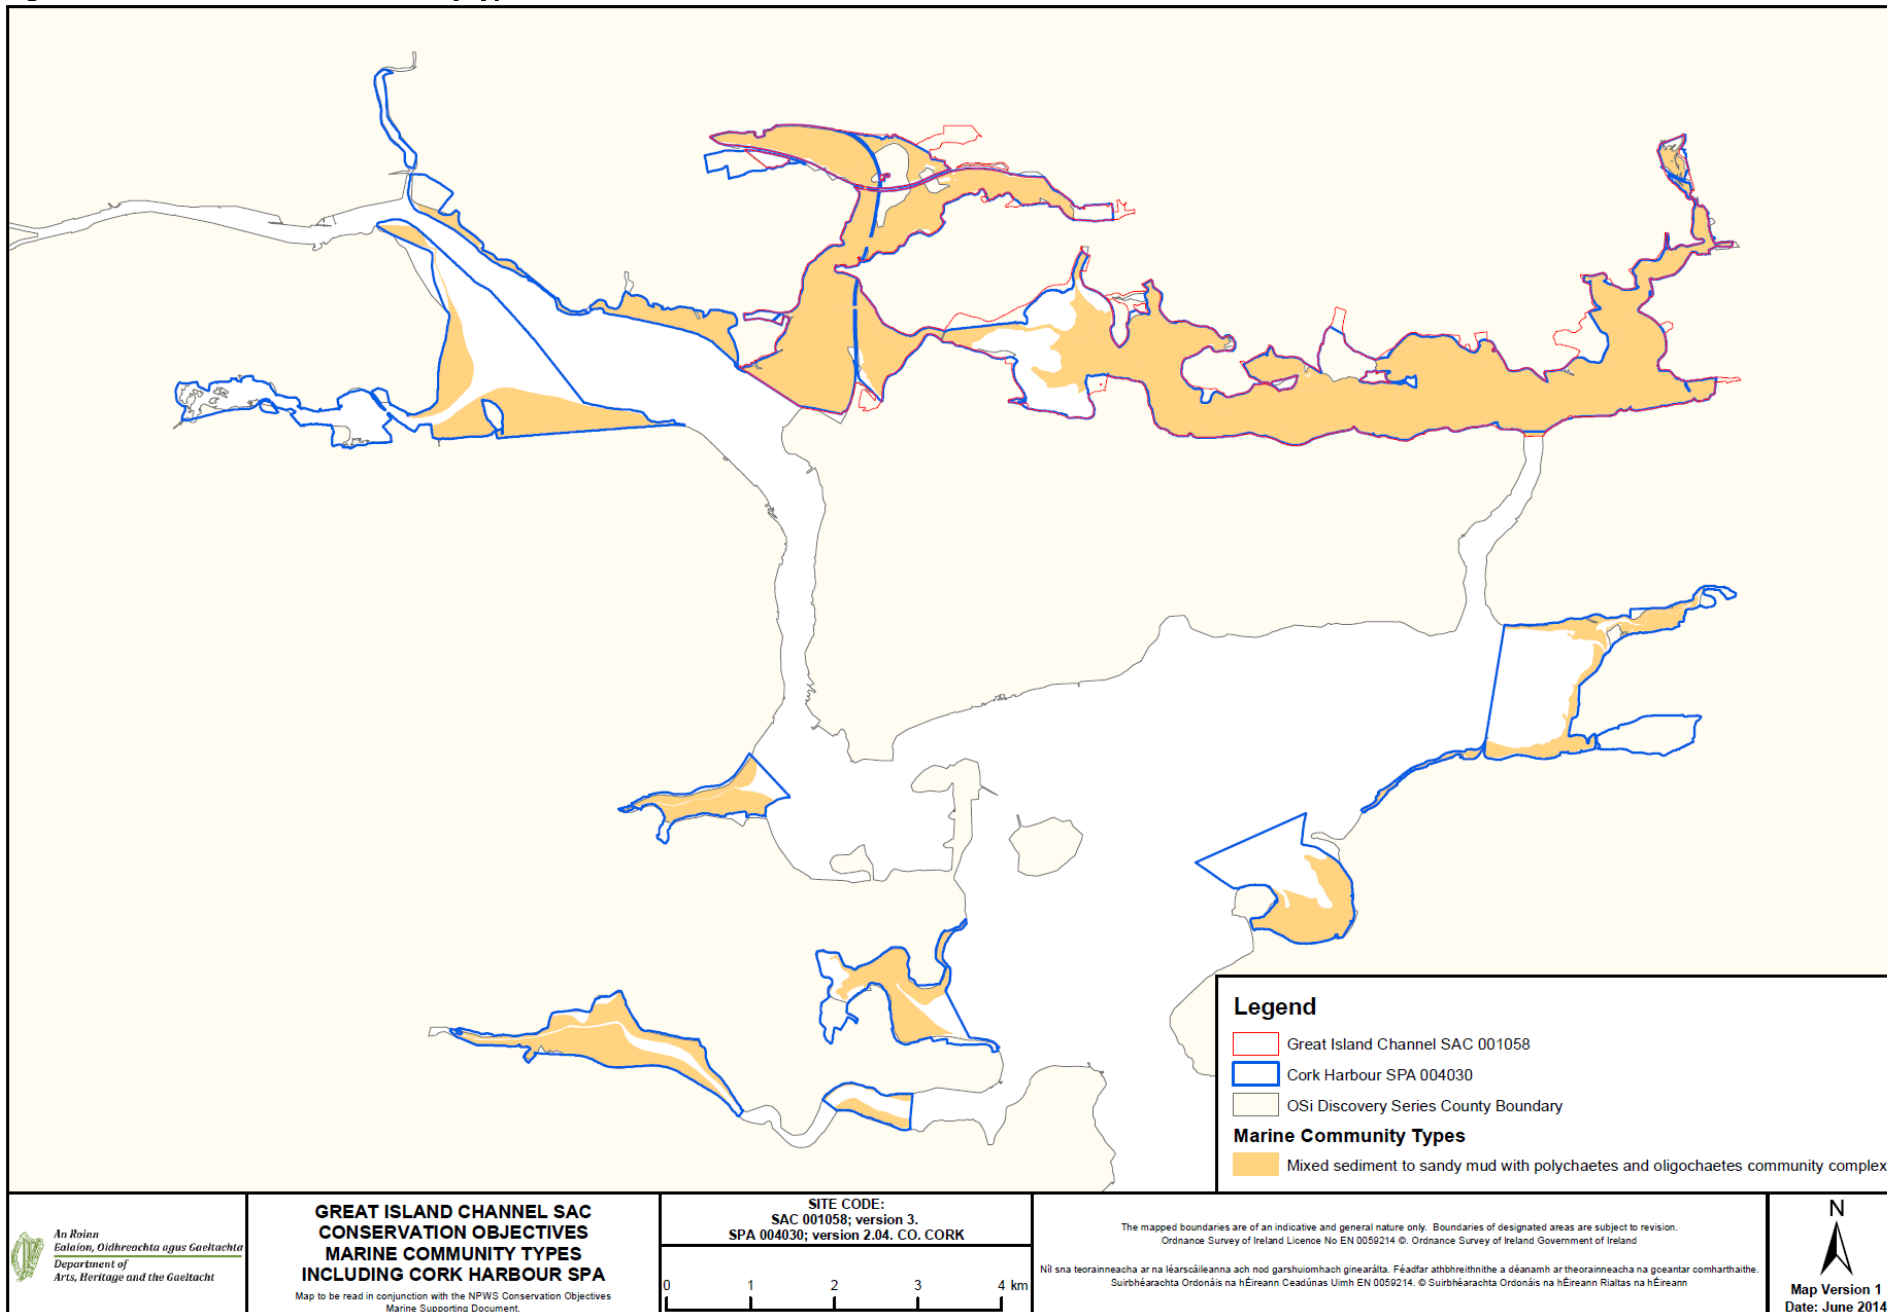 Legend
Great Island Channel SAC 001058
Cork Harbour SPA 004030
OSi Discovery Series County Boundary
Marine Community Types
Mixed sediment to sandy mud with polychaetes and oligochaetes community complex
An Roinn
Ealaíon, Oidhreachta agus Gaeltachta
Department of
Arts, Heritage and the Gaeltacht
GREAT ISLAND CHANNEL SAC
CONSERVATION OBJECTIVES
MARINE COMMUNITY TYPES
INCLUDING CORK HARBOUR SPA
Map to be read in conjunction with the NPWS Conservation Objectives
Marine Supporting Document.
SITE CODE:
SAC 001058; version 3.
SPA 004030; version 2.04. CO. CORK
0 1 2 3 4 km
The mapped boundaries are of an indicative and general nature only. Boundaries of designated areas are subject to revision.
Ordnance Survey of Ireland Licence No EN 0059214 ©. Ordnance Survey of Ireland Government of Ireland
Níl sna teorainneacha ar na léarscáileanna ach nod garshuiomhach ginearálta. Féadfar athbhreithnithe a déanamh ar theorainneacha na gceantar comharthaithe.
Suirbhéarachta Ordonáis na hÉireann Ceadúnas Uimh EN 0059214. © Suirbhéarachta Ordonáis na hÉireann Rialtas na hÉireann
N
Map Version 1
Date: June 2014